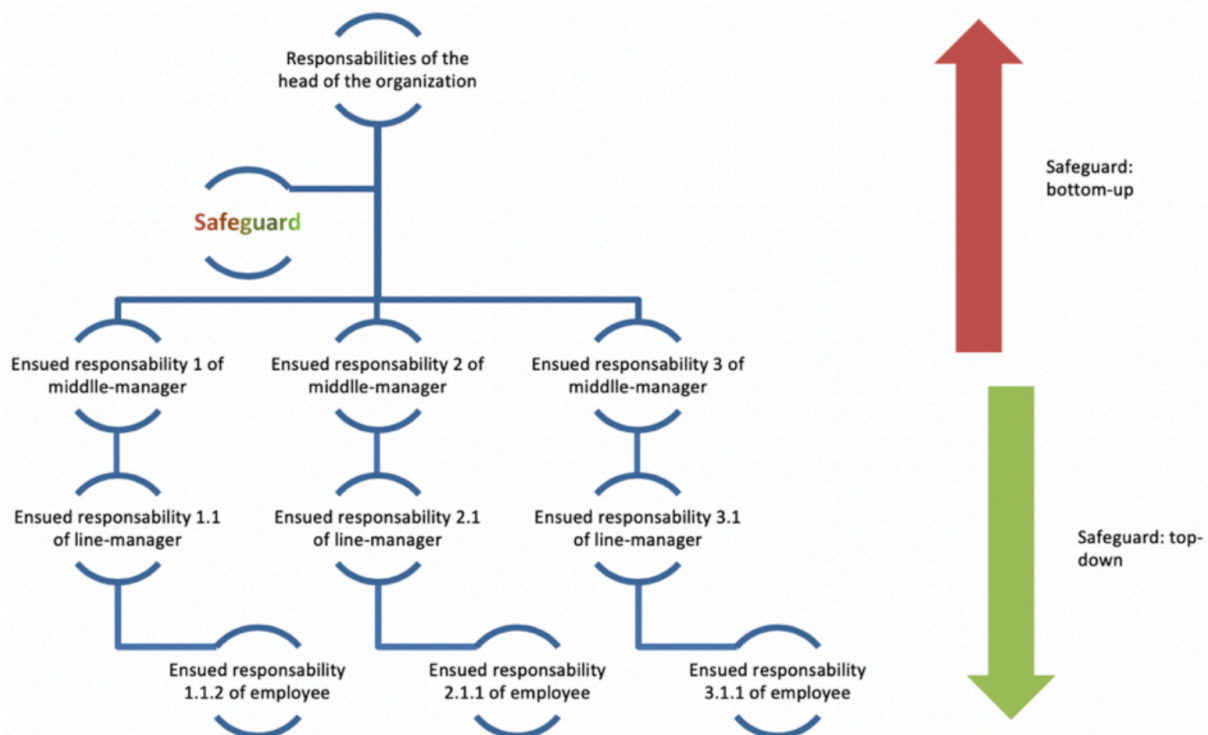 Responsabilities of the
head of the organization
Safeguard:
bottom-up
Safeguard
Ensued responsability 1 of
middlle-manager
Ensued responsability 2 of
middlle-manager
Ensued responsability 3 of
middlle-manager
Ensued responsability 1.1
of line-manager
Ensued responsability 2.1
of line-manager
Ensued responsability 3.1
of line-manager
Safeguard: top-
down
Ensued responsability
1.1.2 of employee
Ensued responsability
2.1.1 of employee
Ensued responsability
3.1.1 of employee